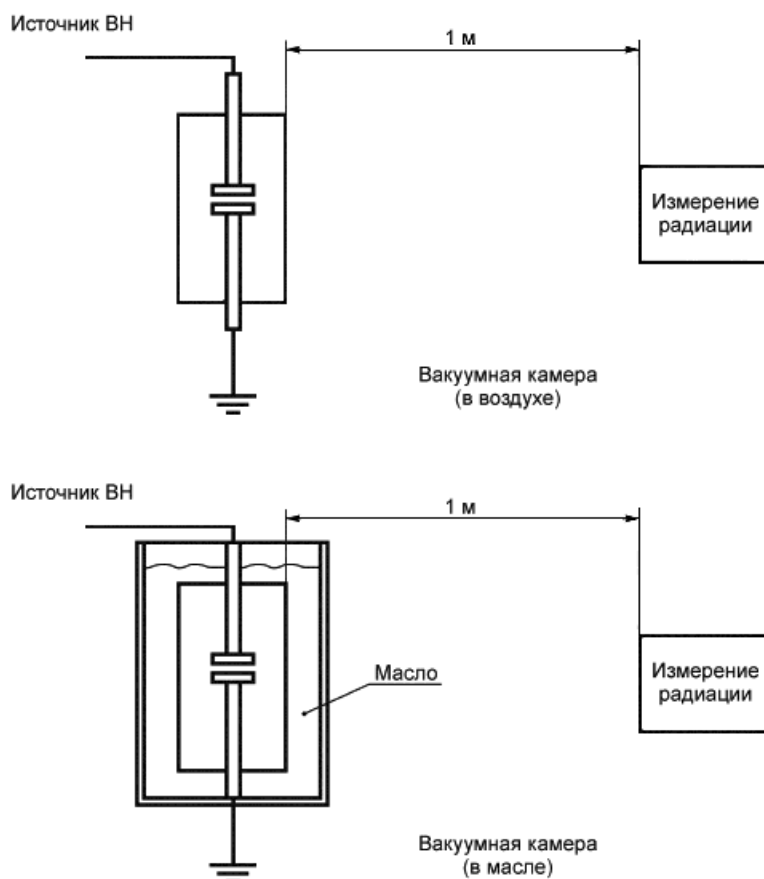 Источник ВН
1 м
Измерение
радиации
Вакуумная камера
(в воздухе)
Источник ВН
1 м
Масло
Измерение
радиации
Вакуумная камера
(в масле)